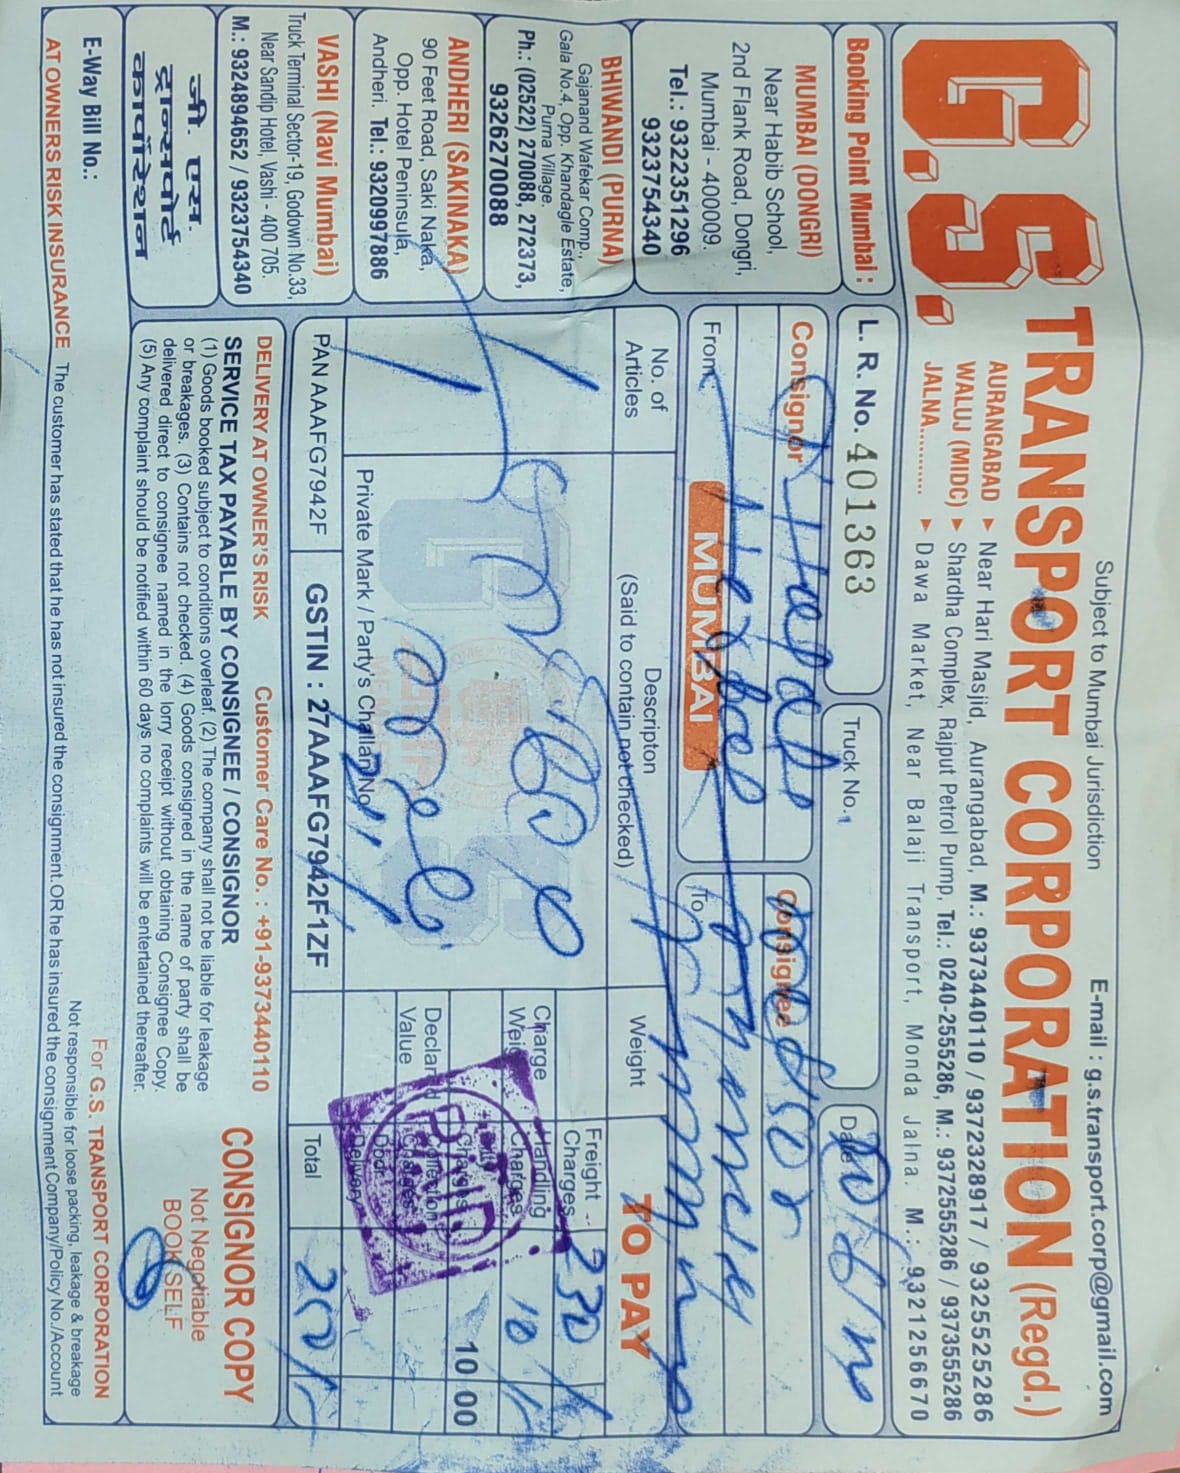 Subject to Mumbai Jurisdiction
E-mail : g.s.transport.corp@gmail.com
G.S. TRANSPORT CORPORATION (Regd.)
AURANGABAD ► Near Hari Masjid, Aurangabad, M.: 9373440110 / 9372328917 / 9325525286
WALUJ (MIDC) ► Shardha Complex, Rajput Petrol Pump, Tel.: 0240-2555286, M.: 9372555286 / 9373555286
JALNA............ ► Dawa Market, Near Balaji Transport, Monda Jalna. M.: 9321256670
Booking Point Mumbai :
MUMBAI (DONGRI)
Near Habib School,
2nd Flank Road, Dongri,
Mumbai - 400009.
Tel.: 9322351296
9323754340
BHIWANDI (PURNA)
Gajanand Wafekar Comp.,
Gala No.4, Opp. Khandagle Estate,
Purna Village.
Ph.: (02522) 270088, 272373,
9326270088
ANDHERI (SAKINAKA)
90 Feet Road, Saki Naka,
Opp. Hotel Peninsula,
Andheri. Tel.: 9320997886
VASHI (Navi Mumbai)
Truck Terminal Sector-19, Godown No.33,
Near Sandip Hotel, Vashi - 400 705.
M.: 9324894652 / 9323754340
जी. एस.
ट्रान्सपोर्ट
कार्पोरेशन
L. R. No. 401363
Truck No.
Date
Consignor
Consignee
From
MUMBAI
To
No. of
Articles
Descripton
(Said to contain not checked)
Weight
TO PAY
Freight
Charges
230
Charge
Weight
Handling
Charges
10
10 00
Declared
Value
Collection
Charges
Door
Delivery
PAID
Private Mark / Party's Challan No.
PAN AAAFG7942F
GSTIN : 27AAAFG7942F1ZF
Total
DELIVERY AT OWNER'S RISK
Customer Care No. : +91-9373440110
SERVICE TAX PAYABLE BY CONSIGNEE / CONSIGNOR
(1) Goods booked subject to conditions overleaf. (2) The company shall not be liable for leakage
or breakages. (3) Contains not checked. (4) Goods consigned in the name of party shall be
delivered direct to consignee named in the lorry receipt without obtaining Consignee Copy.
(5) Any complaint should be notified within 60 days no complaints will be entertained thereafter.
CONSIGNOR COPY
Not Negotiable
BOOK SELF
E-Way Bill No.:
For G.S. TRANSPORT CORPORATION
Not responsible for loose packing, leakage & breakage
AT OWNERS RISK INSURANCE The customer has stated that he has not insured the consignment. OR he has insured the consignment Company/Policy No./Account